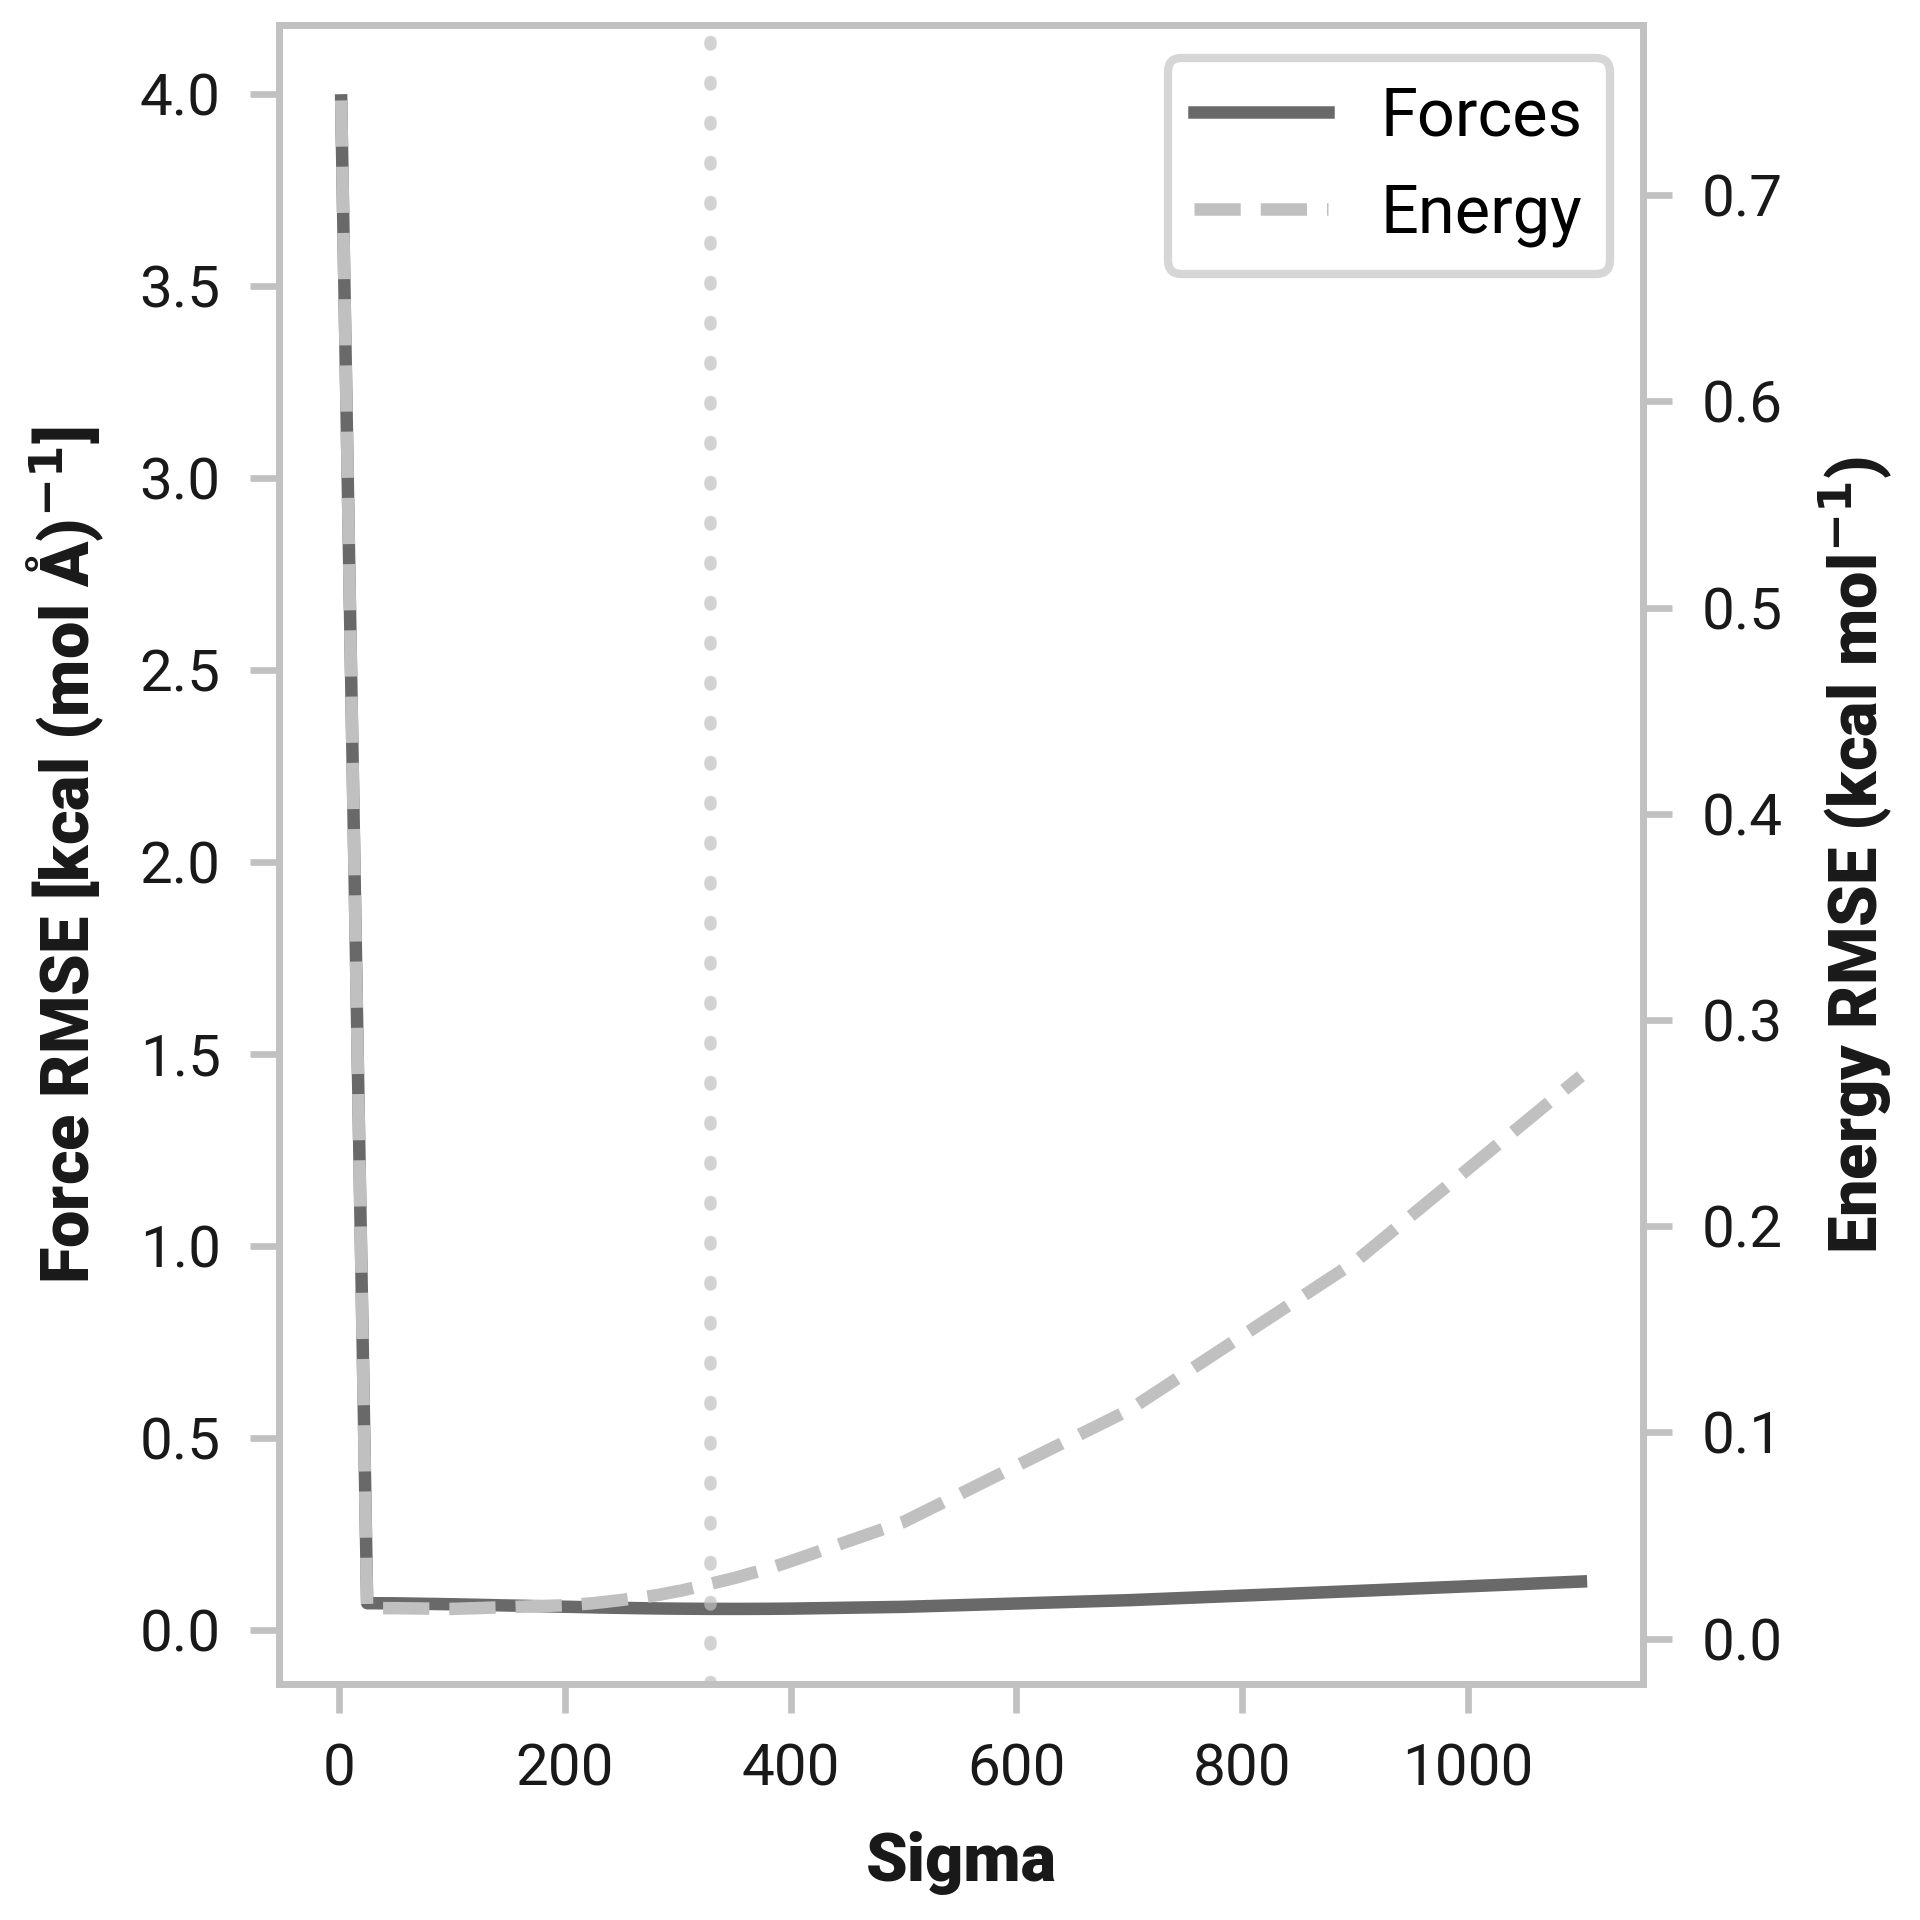 Forces
Energy
4.0
3.5
3.0
2.5
2.0
1.5
1.0
0.5
0.0
Force RMSE [kcal (mol Å)⁻¹]
0.7
0.6
0.5
0.4
0.3
0.2
0.1
0.0
Energy RMSE (kcal mol⁻¹)
0 200 400 600 800 1000
Sigma